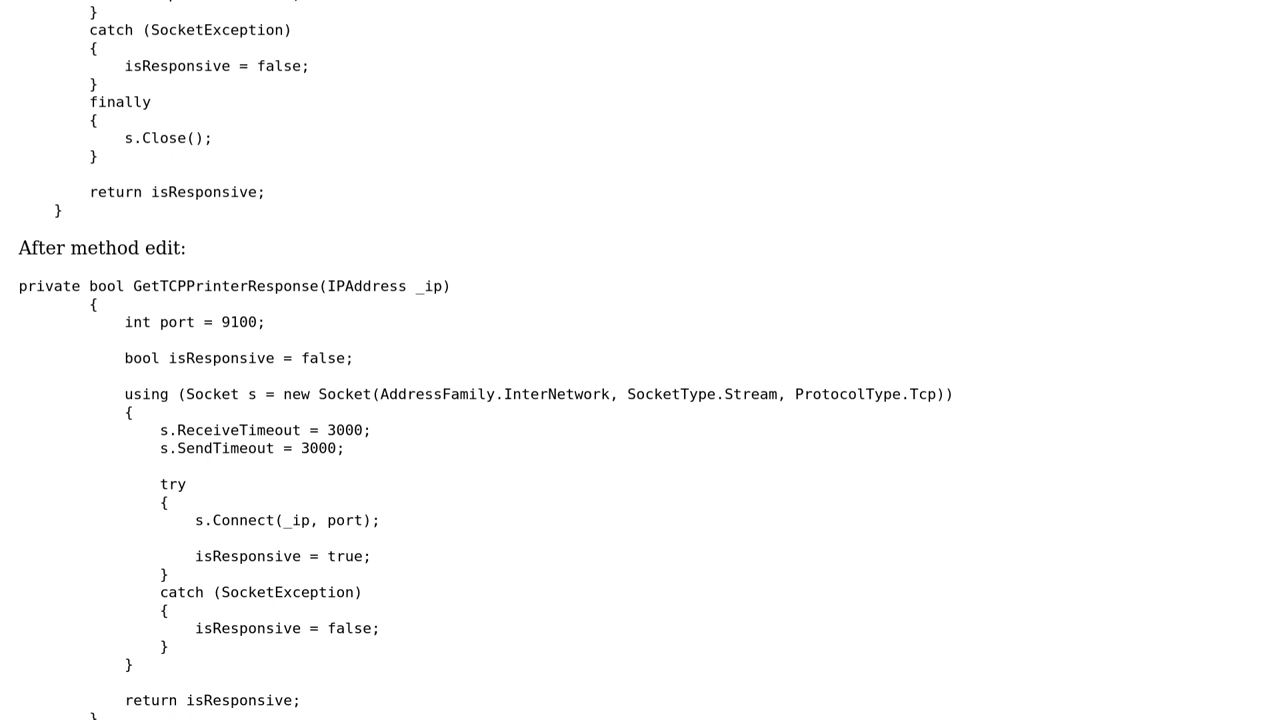 }
        catch (SocketException)
        {
            isResponsive = false;
        }
        finally
        {
            s.Close();
        }

        return isResponsive;
    }
After method edit:
private bool GetTCPPrinterResponse(IPAddress _ip)
        {
            int port = 9100;

            bool isResponsive = false;

            using (Socket s = new Socket(AddressFamily.InterNetwork, SocketType.Stream, ProtocolType.Tcp))
            {
                s.ReceiveTimeout = 3000;
                s.SendTimeout = 3000;

                try
                {
                    s.Connect(_ip, port);

                    isResponsive = true;
                }
                catch (SocketException)
                {
                    isResponsive = false;
                }
            }

            return isResponsive;
        }